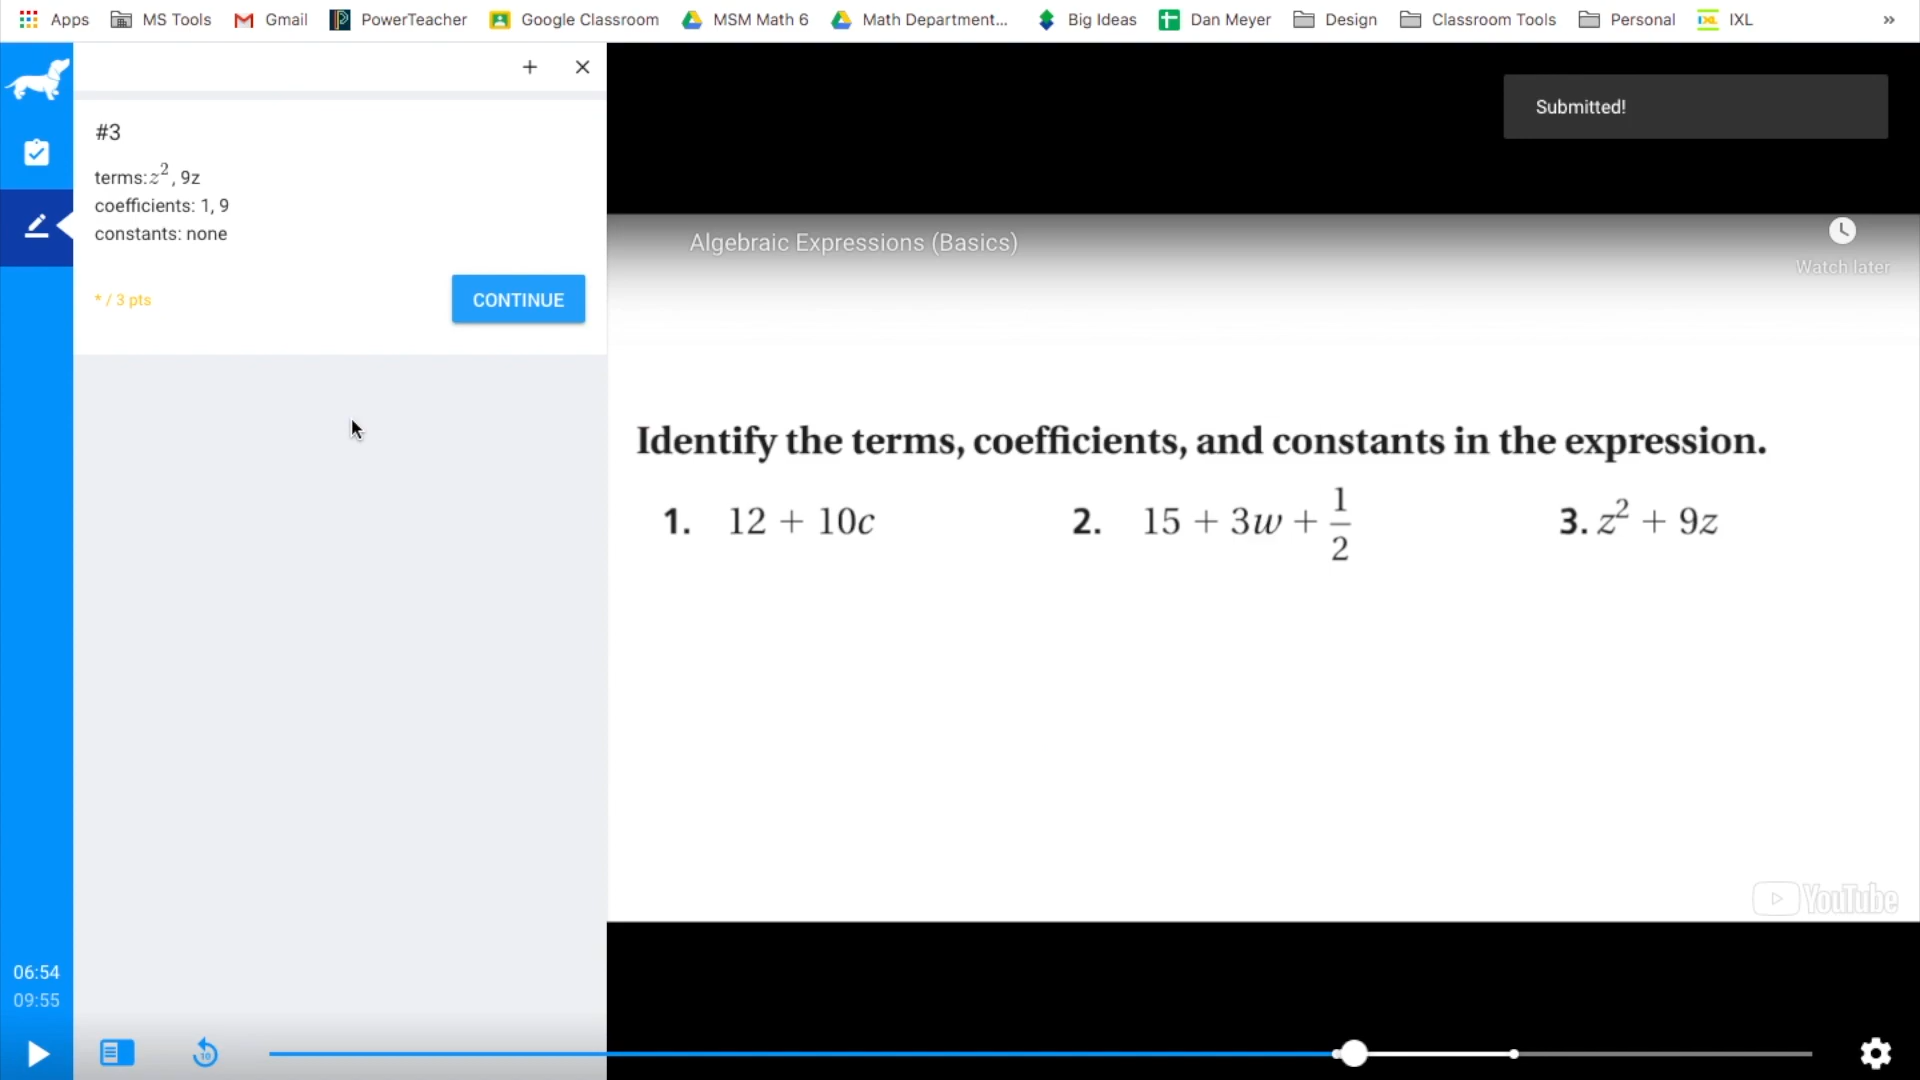 Apps MS Tools Gmail PowerTeacher Google Classroom MSM Math 6 Math Department... Big Ideas Dan Meyer Design Classroom Tools Personal IXL »
#3
terms: z², 9z
coefficients: 1, 9
constants: none
* / 3 pts
CONTINUE
Submitted!
Algebraic Expressions (Basics)
Watch later
Identify the terms, coefficients, and constants in the expression.
1. 12 + 10c 2. 15 + 3w + 1/2 3. z² + 9z
YouTube
06:54
09:55
10